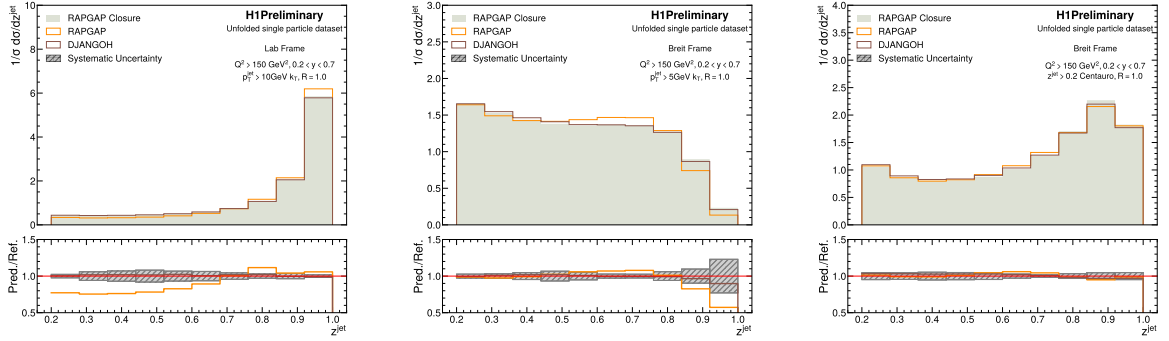 1/σ dσ/dz^jet
10
8
6
4
2
0
RAPGAP Closure
RAPGAP
DJANGOH
Systematic Uncertainty
H1Preliminary
Unfolded single particle dataset
Lab Frame
Q² > 150 GeV², 0.2 < y < 0.7
p_T^jet > 10GeV k_T, R = 1.0
Pred./Ref.
1.5
1.0
0.5
0.2 0.3 0.4 0.5 0.6 0.7 0.8 0.9 1.0
z^jet
1/σ dσ/dz^jet
3.0
2.5
2.0
1.5
1.0
0.5
0.0
RAPGAP Closure
RAPGAP
DJANGOH
Systematic Uncertainty
H1Preliminary
Unfolded single particle dataset
Breit Frame
Q² > 150 GeV², 0.2 < y < 0.7
p_T^jet > 5GeV k_T, R = 1.0
Pred./Ref.
1.5
1.0
0.5
0.2 0.3 0.4 0.5 0.6 0.7 0.8 0.9 1.0
z^jet
1/σ dσ/dz^jet
4.0
3.5
3.0
2.5
2.0
1.5
1.0
0.5
0.0
RAPGAP Closure
RAPGAP
DJANGOH
Systematic Uncertainty
H1Preliminary
Unfolded single particle dataset
Breit Frame
Q² > 150 GeV², 0.2 < y < 0.7
z^jet > 0.2 Centauro, R = 1.0
Pred./Ref.
1.5
1.0
0.5
0.2 0.3 0.4 0.5 0.6 0.7 0.8 0.9 1.0
z^jet